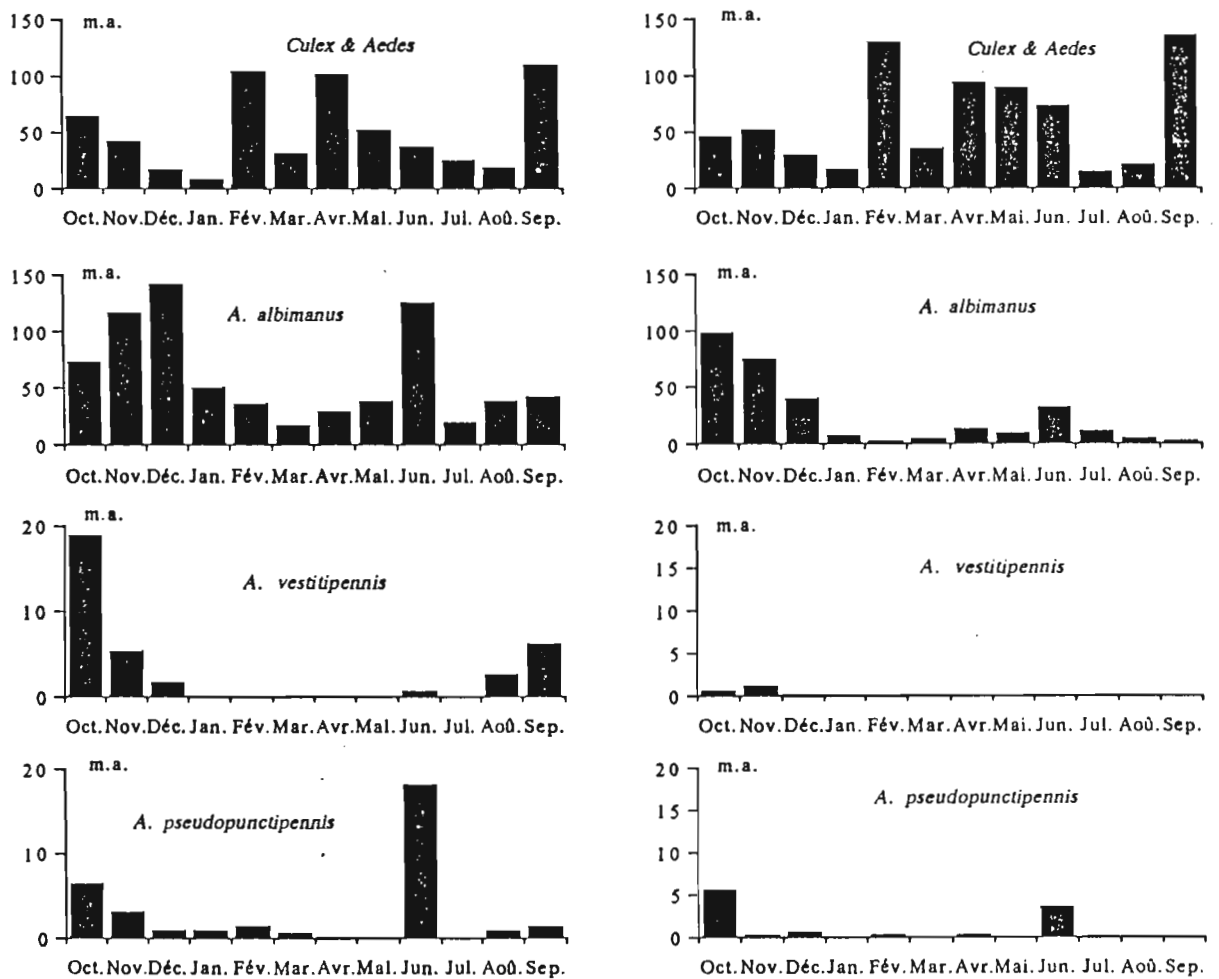 m.a.
Culex & Aedes
150
100
50
0
Oct. Nov. Déc. Jan. Fév. Mar. Avr. Mal. Jun. Jul. Aoû. Sep.
m.a.
Culex & Aedes
150
100
50
0
Oct. Nov. Déc. Jan. Fév. Mar. Avr. Mai. Jun. Jul. Aoû. Sep.
m.a.
A. albimanus
150
100
50
0
Oct. Nov. Déc. Jan. Fév. Mar. Avr. Mal. Jun. Jul. Aoû. Sep.
m.a.
A. albimanus
150
100
50
0
Oct. Nov. Déc. Jan. Fév. Mar. Avr. Mai. Jun. Jul. Aoû. Sep.
m.a.
A. vestitipennis
20
10
0
Oct. Nov. Déc. Jan. Fév. Mar. Avr. Mal. Jun. Jul. Aoû. Sep.
m.a.
A. vestitipennis
20
15
10
5
0
Oct. Nov. Déc. Jan. Fév. Mar. Avr. Mai. Jun. Jul. Aoû. Sep.
m.a.
A. pseudopunctipennis
20
10
0
Oct. Nov. Déc. Jan. Fév. Mar. Avr. Mal. Jun. Jul. Aoû. Sep.
m.a.
A. pseudopunctipennis
20
15
10
5
0
Oct. Nov. Déc. Jan. Fév. Mar. Avr. Mai. Jun. Jul. Aoû. Sep.